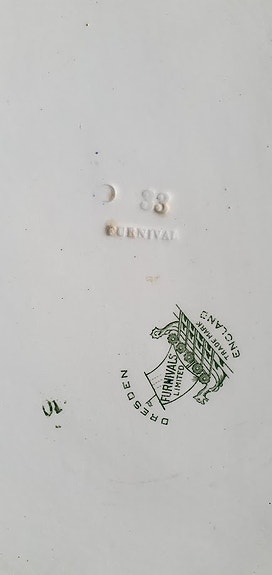 33
FURNIVAL
TRADE MARK
ENGLAND
FURNIVALS
LIMITED
DRESDEN